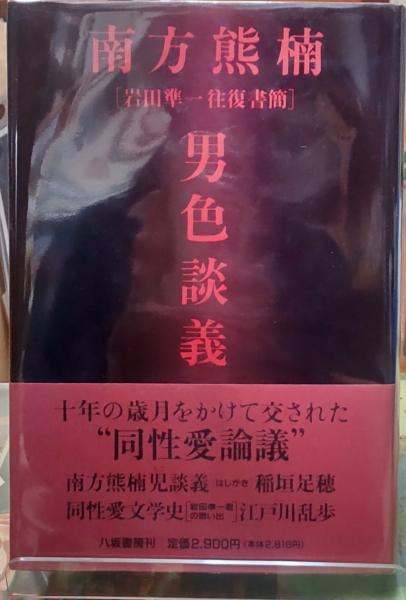 南方熊楠
[岩田準一往復書簡]
男色談義
十年の歳月をかけて交された
“同性愛論議”
南方熊楠児談義 はしがき 稲垣足穂
同性愛文学史[岩田準一君の思い出]江戸川乱歩
八坂書房刊 定価2,900円(本体2,816円)